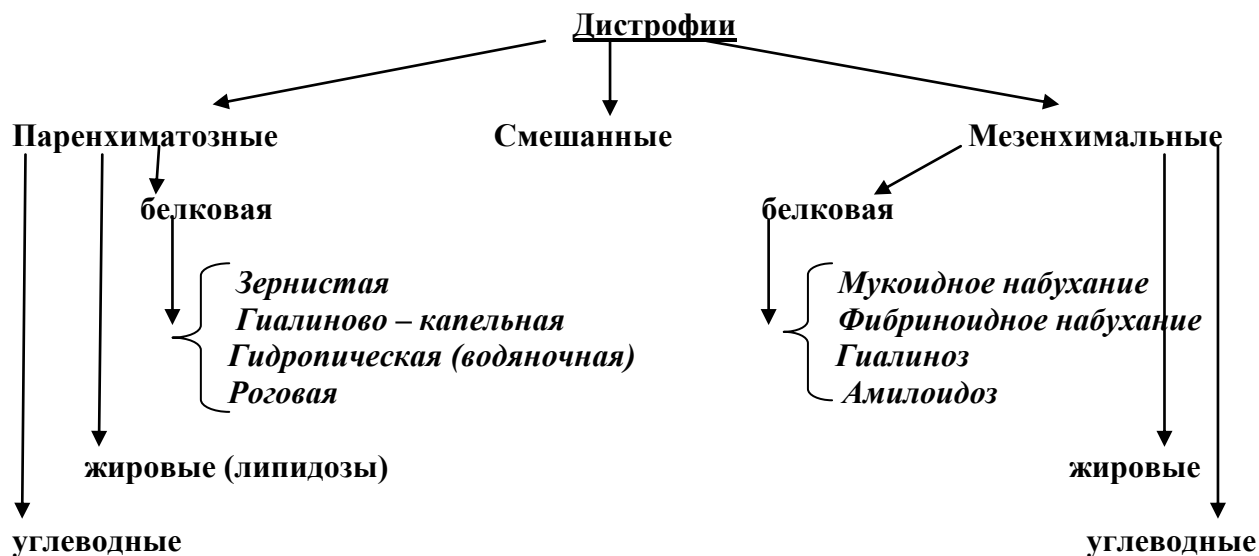 Дистрофии
Паренхиматозные Смешанные Мезенхимальные
белковая белковая
Зернистая Мукоидное набухание
Гиалиново – капельная Фибриноидное набухание
Гидропическая (водяночная) Гиалиноз
Роговая Амилоидоз
жировые (липидозы) жировые
углеводные углеводные